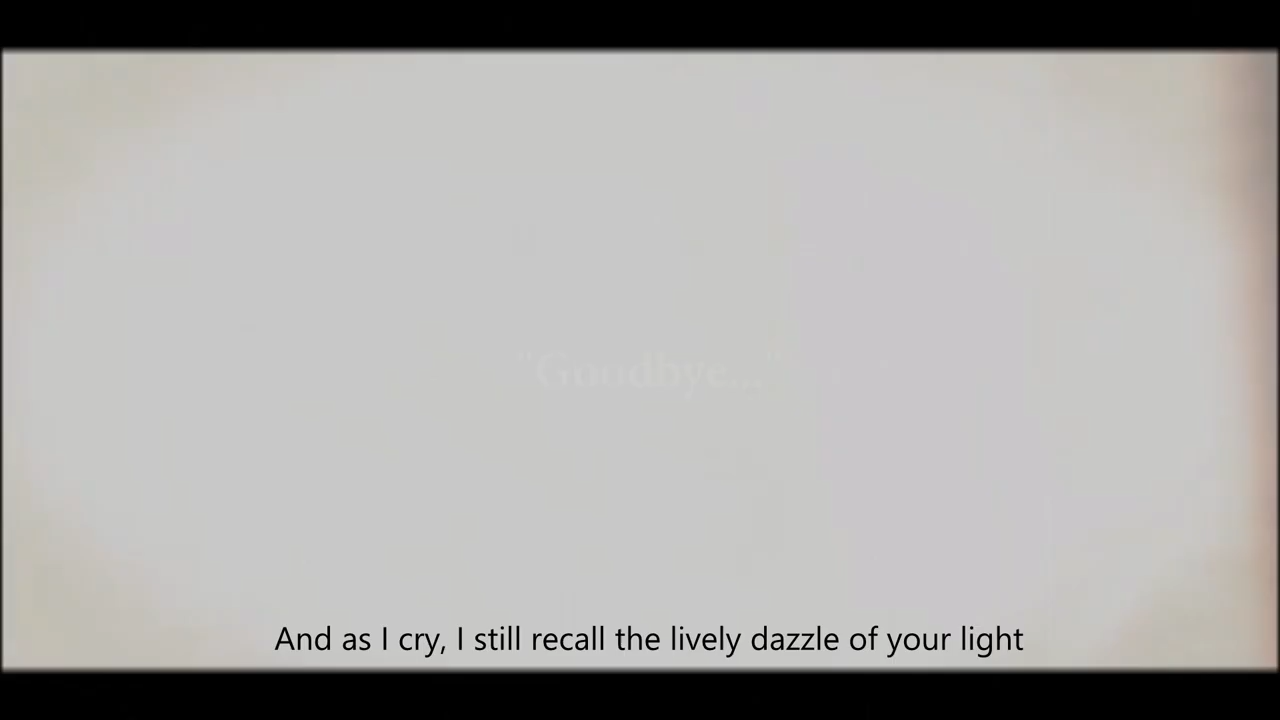 "Goodbye..."
And as I cry, I still recall the lively dazzle of your light